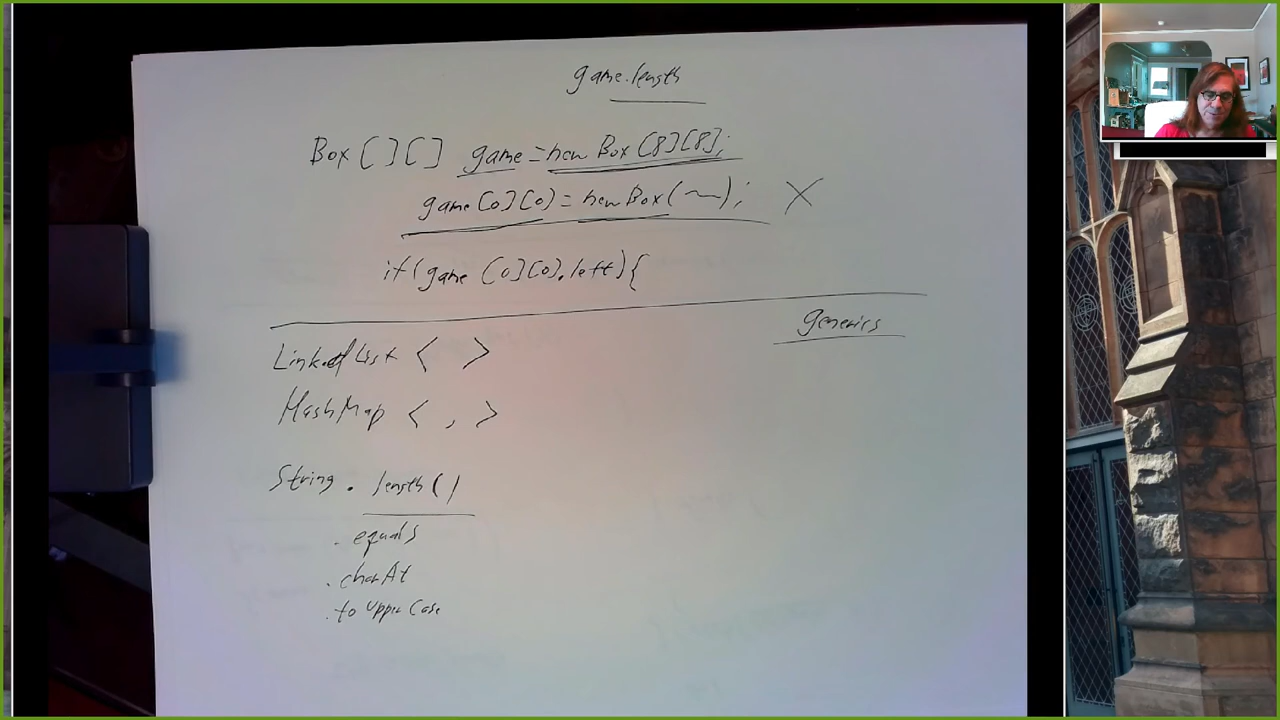 game.length
Box [ ] [ ] game = new Box [8][8];
game[0][0] = new Box(~~); X
if(game [0][0].left){
generics
LinkedList < >
HashMap < , >
String . length()
. equals
. charAt
. to Upper Case